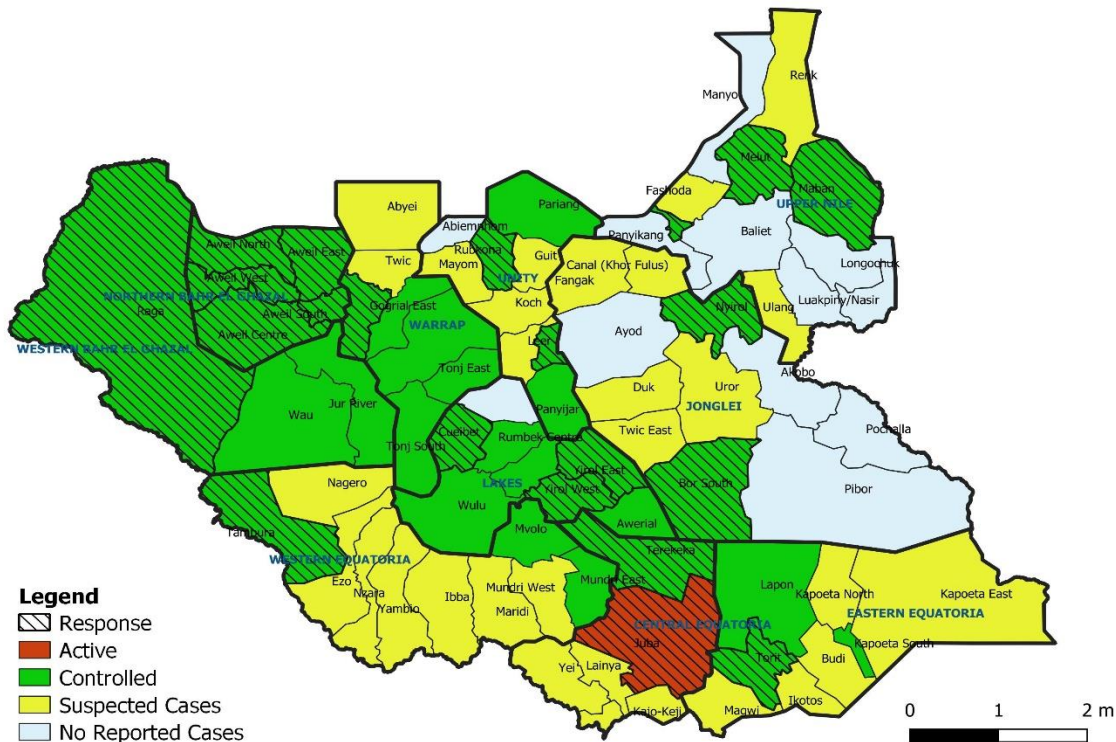 Renk
Manyo
Melut
Fashoda
Maban
UPPER NILE
Abyei
Pariang
Abiemnhom
Panyikang
Baliet
Aweil North
Aweil East
Rubkona
Guit
Canal (Khor Fulus)
Longochuk
Twic
Mayom
UNITY
Fangak
Aweil West
NORTHERN BAHR EL GHAZAL
Raga
Gogrial East
Koch
Nyirol
Ulang
Luakpiny/Nasir
Aweil South
Aweil Centre
WARRAP
Ayod
WESTERN BAHR EL GHAZAL
Leer
Tonj East
Akobo
Duk
Uror
Wau
Jur River
Panyijar
JONGLEI
Cueibet
Rumbek Centre
Twic East
Pochalla
Tonj South
Yirol East
Nagero
LAKES
Yirol West
Bor South
Pibor
Wulu
Awerial
Tambura
Mvolo
Terekeka
WESTERN EQUATORIA
Ezo
Nzara
Yambio
Ibba
Mundri West
Mundri East
Maridi
Lapon
Kapoeta North
Kapoeta East
EASTERN EQUATORIA
CENTRAL EQUATORIA
Juba
Kapoeta South
Torit
Budi
Yei
Lainya
Ikotos
Kajo-Keji
Magwi
Legend
Response
Active
Controlled
Suspected Cases
No Reported Cases
0 1 2 m